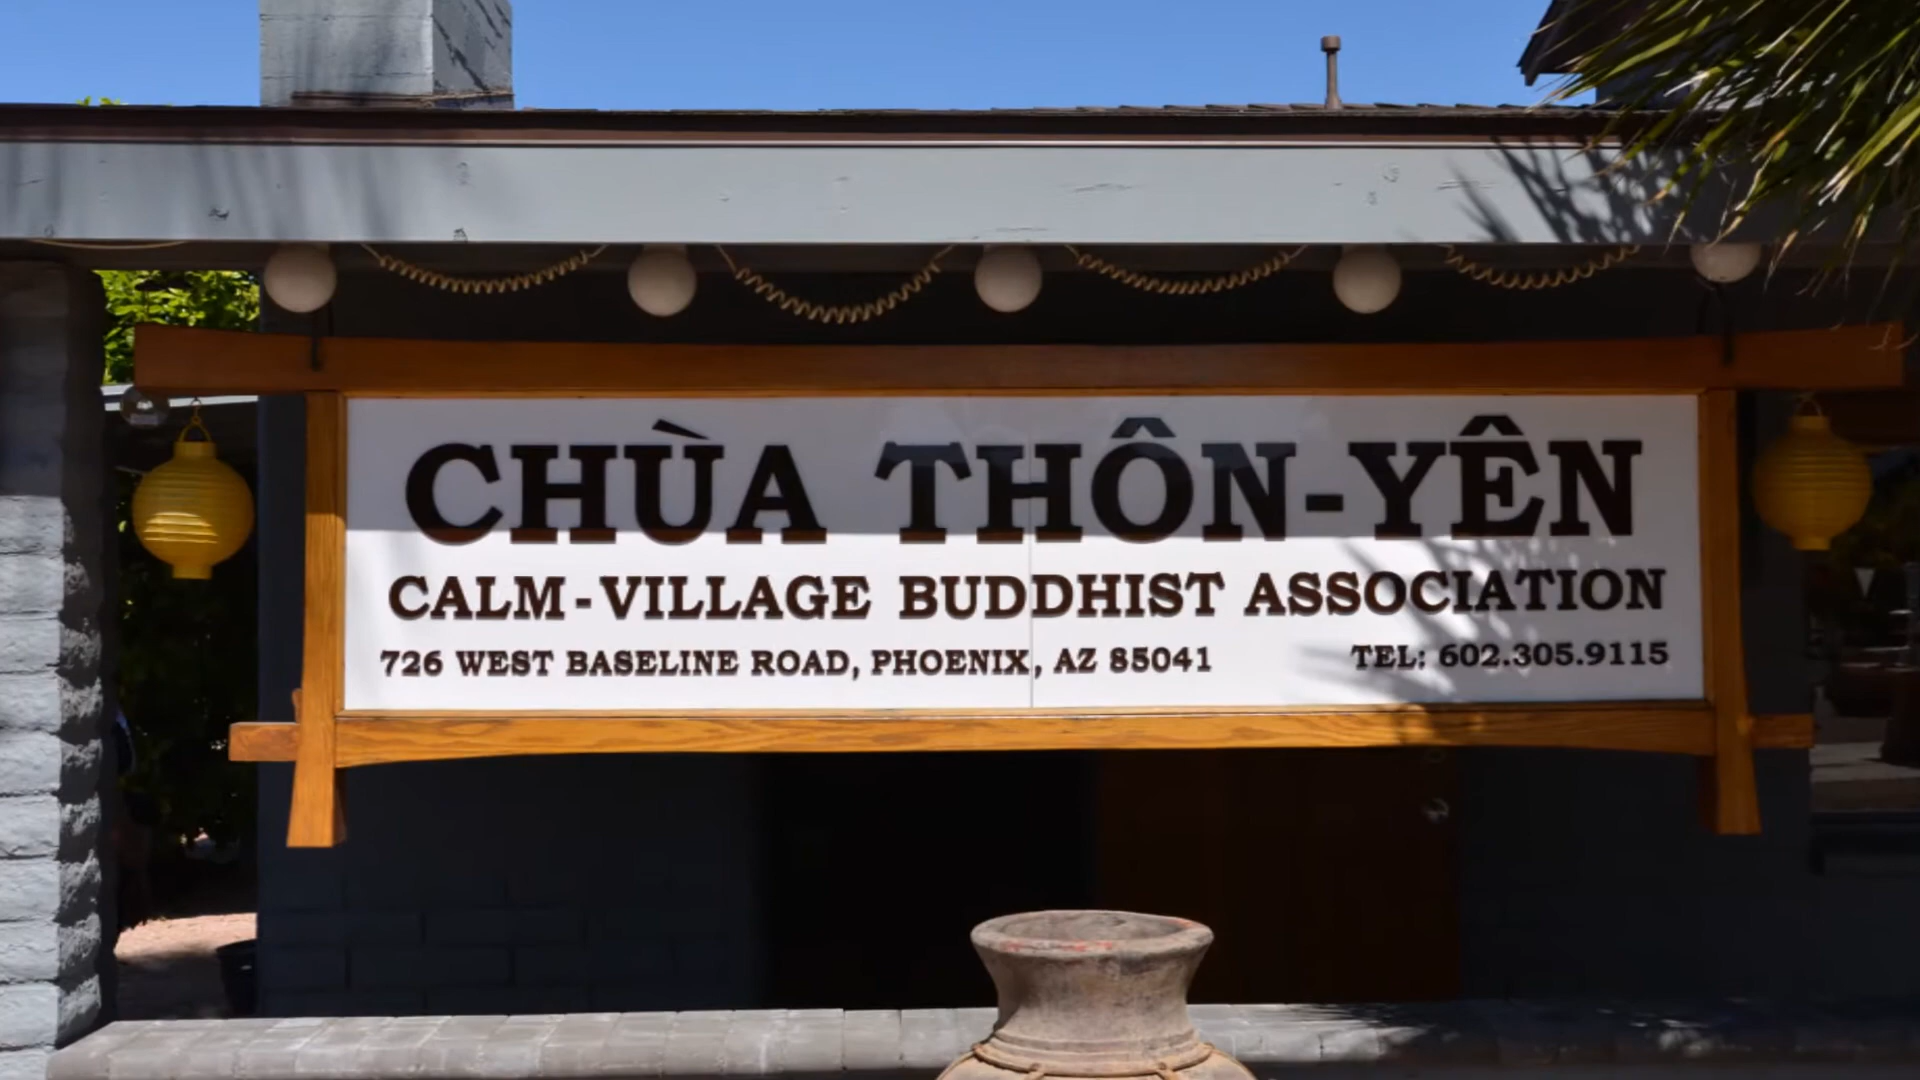 CHÙA THÔN-YÊN
CALM-VILLAGE BUDDHIST ASSOCIATION
726 WEST BASELINE ROAD, PHOENIX, AZ 85041 TEL: 602.305.9115